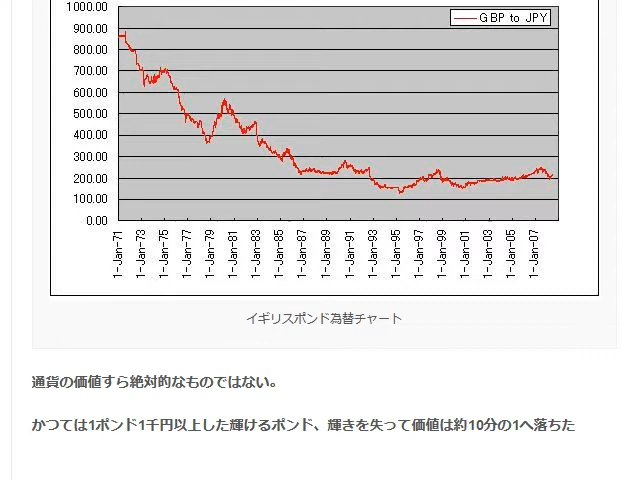 1000.00
GBP to JPY
900.00
800.00
700.00
600.00
500.00
400.00
300.00
200.00
100.00
0.00
1-Jan-71
1-Jan-73
1-Jan-75
1-Jan-77
1-Jan-79
1-Jan-81
1-Jan-83
1-Jan-85
1-Jan-87
1-Jan-89
1-Jan-91
1-Jan-93
1-Jan-95
1-Jan-97
1-Jan-99
1-Jan-01
1-Jan-03
1-Jan-05
1-Jan-07
イギリスポンド為替チャート
通貨の価値すら絶対的なものではない。
かつては1ポンド1千円以上した輝けるポンド、輝きを失って価値は約10分の1へ落ちた